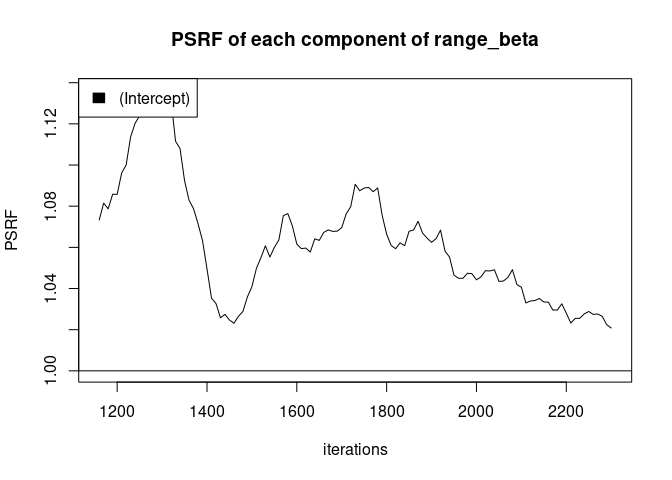 PSRF of each component of range_beta
(Intercept)
PSRF
1.12
1.08
1.04
1.00
1200 1400 1600 1800 2000 2200
iterations